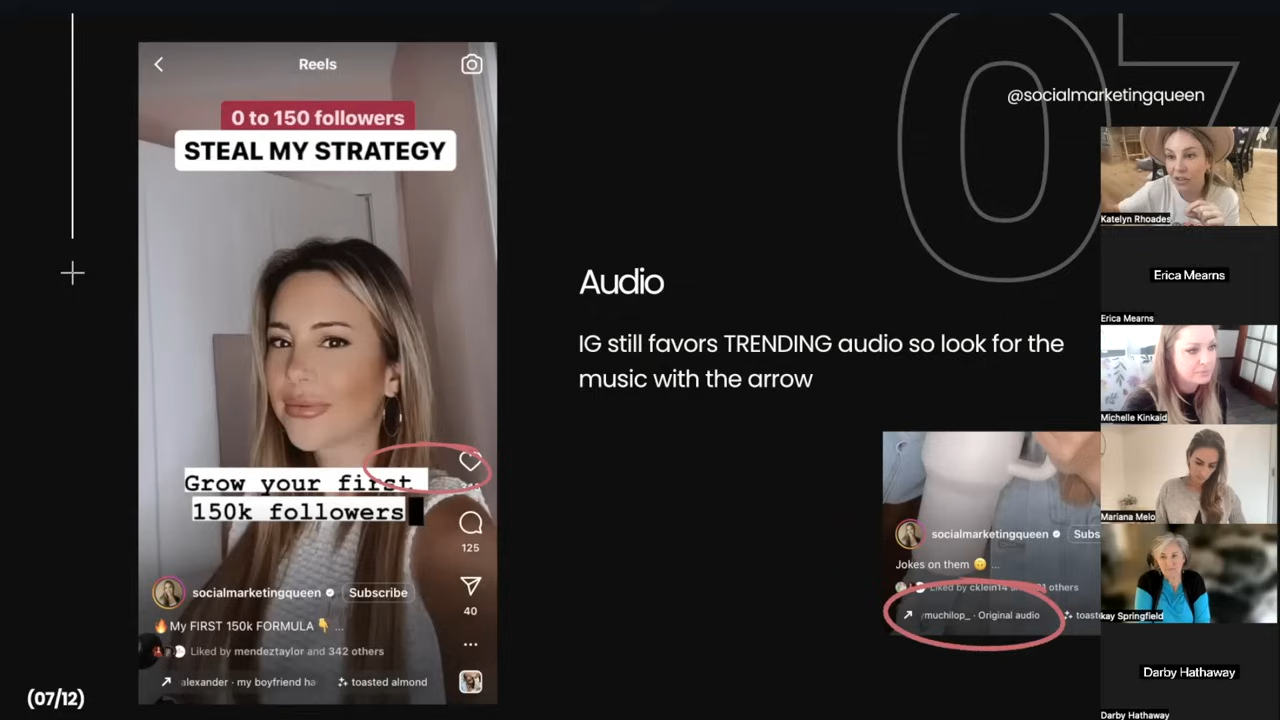 07
@socialmarketingqueen
Reels
0 to 150 followers
STEAL MY STRATEGY
Grow your first
150k followers
125
40
socialmarketingqueen
Subscribe
🔥My FIRST 150k FORMULA 👇 ...
Liked by mendeztaylor and 342 others
alexander · my boyfriend ha
toasted almond
(07/12)
Audio
IG still favors TRENDING audio so look for the
music with the arrow
socialmarketingqueen
Subs
Jokes on them 🙃 ...
Liked by cklein14 others
muchilop_ · Original audio
toast
Katelyn Rhoades
Erica Mearns
Erica Mearns
Michelle Kinkaid
Mariana Melo
kay Springfield
Darby Hathaway
Darby Hathaway